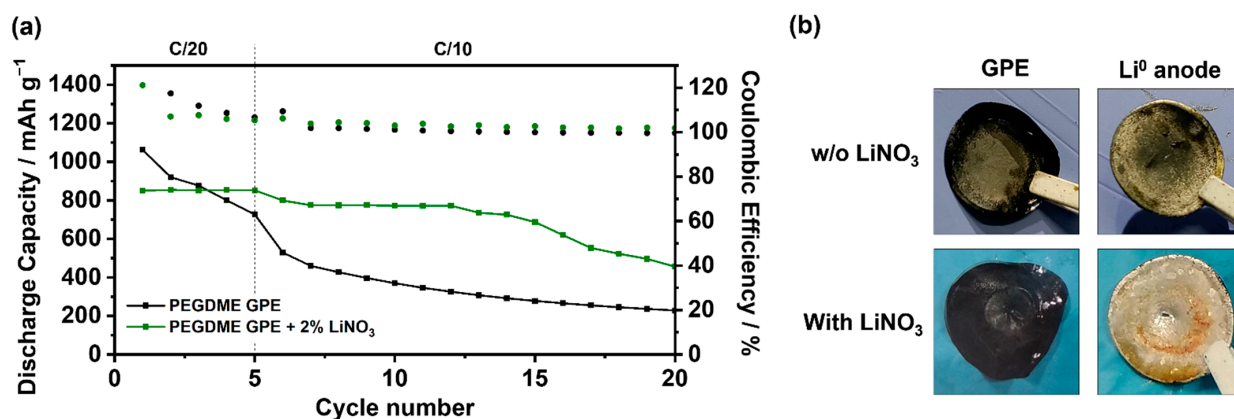 (a)
C/20
C/10
1400
1200
1000
800
600
400
200
0
Discharge Capacity / mAh g⁻¹
120
100
80
60
40
20
0
Coulombic Efficiency / %
PEGDME GPE
PEGDME GPE + 2% LiNO₃
0
5
10
15
20
Cycle number
(b)
GPE
Li⁰ anode
w/o LiNO₃
With LiNO₃